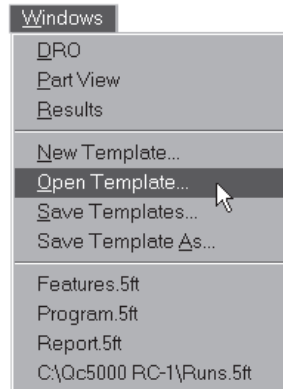 Windows
DRO
Part View
Results
New Template...
Open Template...
Save Templates...
Save Template As...
Features.5ft
Program.5ft
Report.5ft
C:\Qc5000 RC-1\Runs.5ft